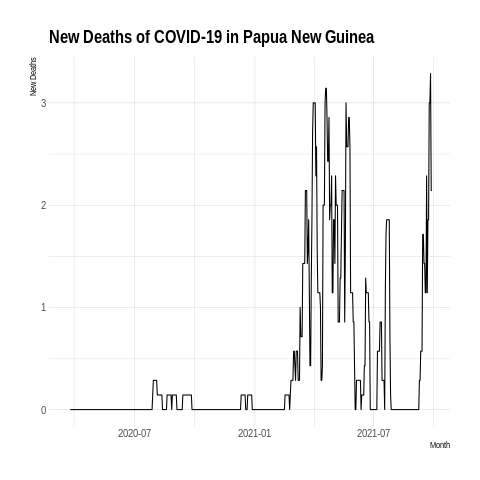 New Deaths of COVID-19 in Papua New Guinea
New Deaths
3
2
1
0
2020-07
2021-01
2021-07
Month